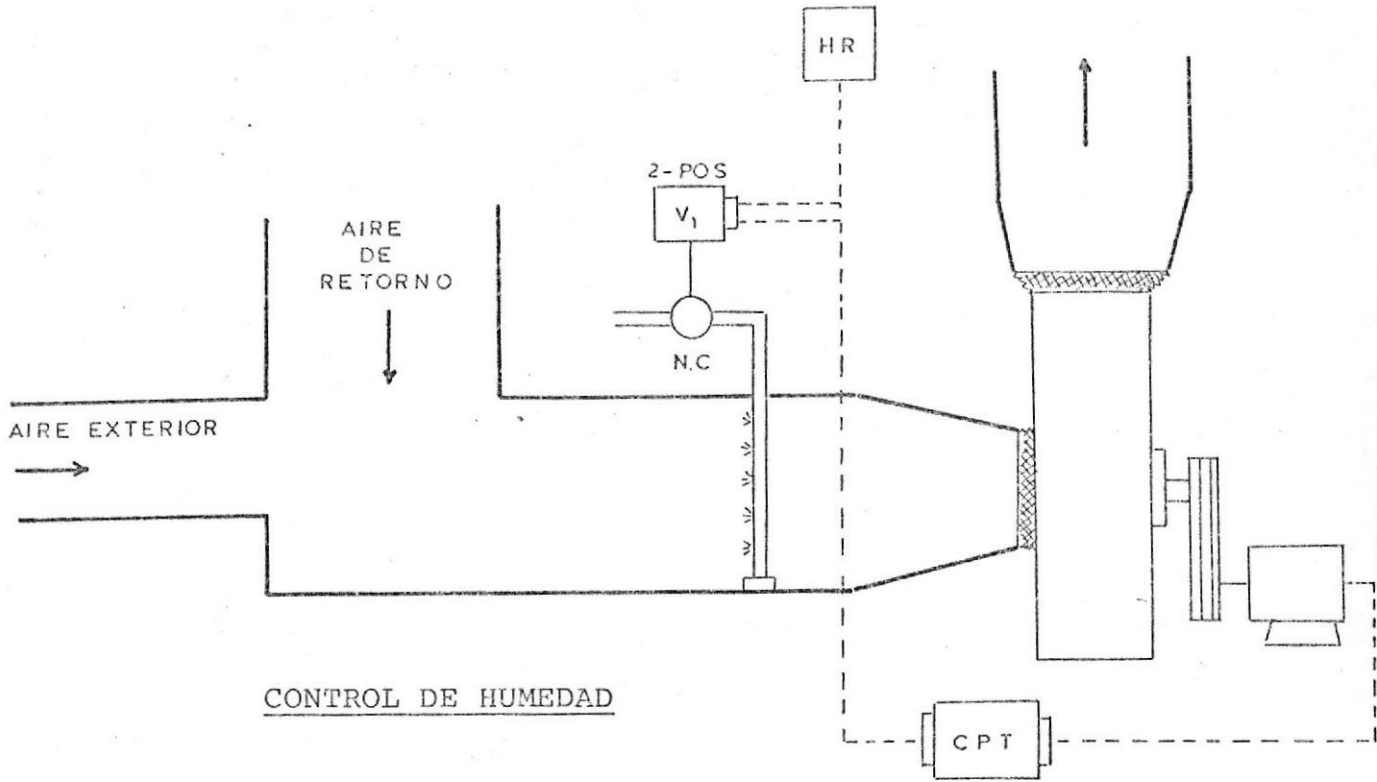 HR
2-POS
V1
N.C
AIRE
DE
RETORNO
AIRE EXTERIOR
CONTROL DE HUMEDAD
CPT